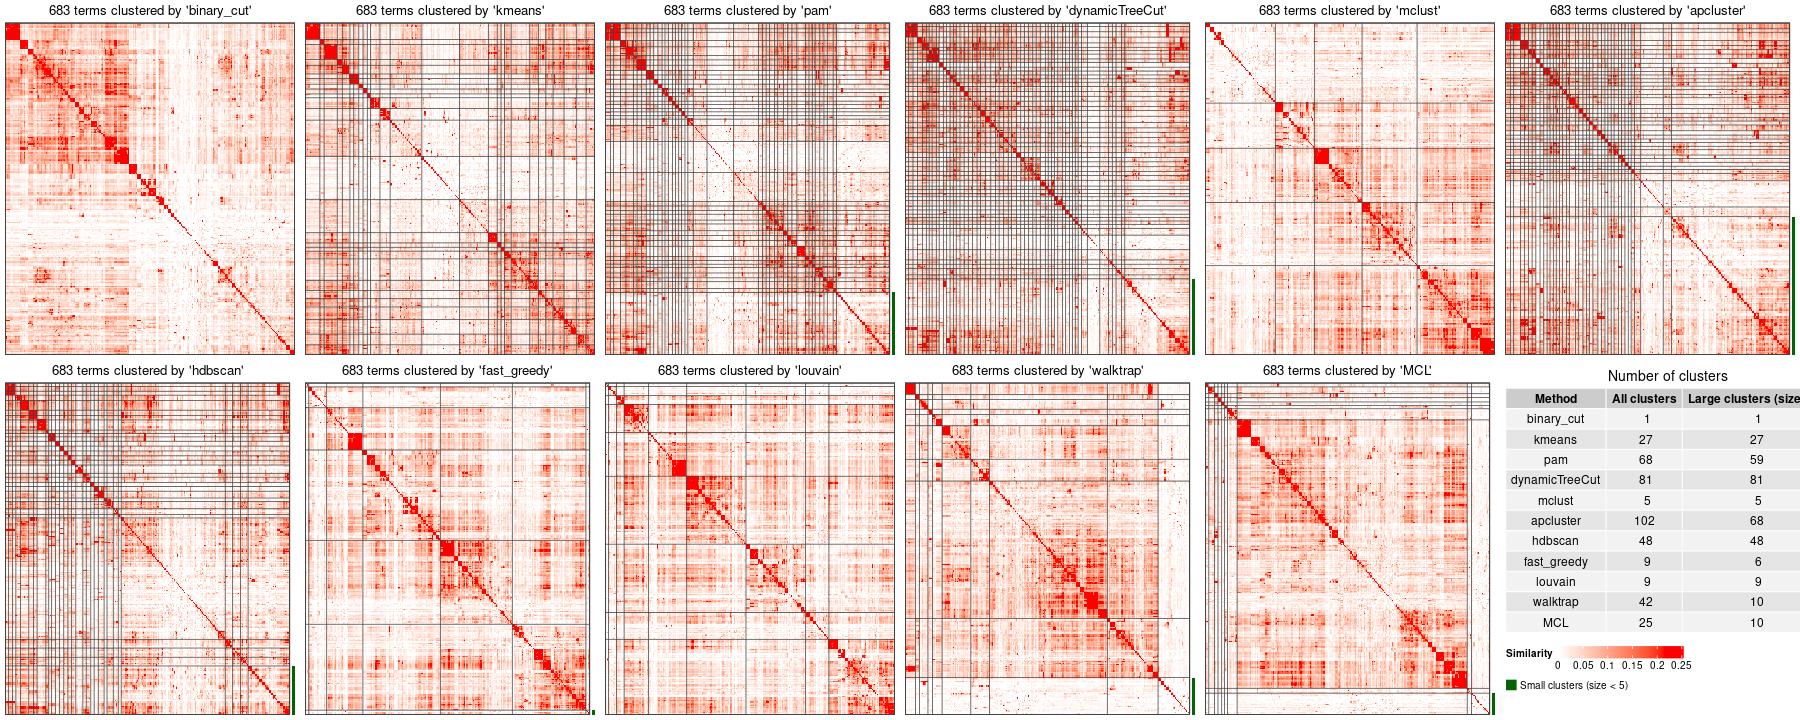 683 terms clustered by 'binary_cut'
683 terms clustered by 'kmeans'
683 terms clustered by 'pam'
683 terms clustered by 'dynamicTreeCut'
683 terms clustered by 'mclust'
683 terms clustered by 'apcluster'
683 terms clustered by 'hdbscan'
683 terms clustered by 'fast_greedy'
683 terms clustered by 'louvain'
683 terms clustered by 'walktrap'
683 terms clustered by 'MCL'
Number of clusters
Method All clusters Large clusters (size
binary_cut 1 1
kmeans 27 27
pam 68 59
dynamicTreeCut 81 81
mclust 5 5
apcluster 102 68
hdbscan 48 48
fast_greedy 9 6
louvain 9 9
walktrap 42 10
MCL 25 10
Similarity
0 0.05 0.1 0.15 0.2 0.25
Small clusters (size < 5)